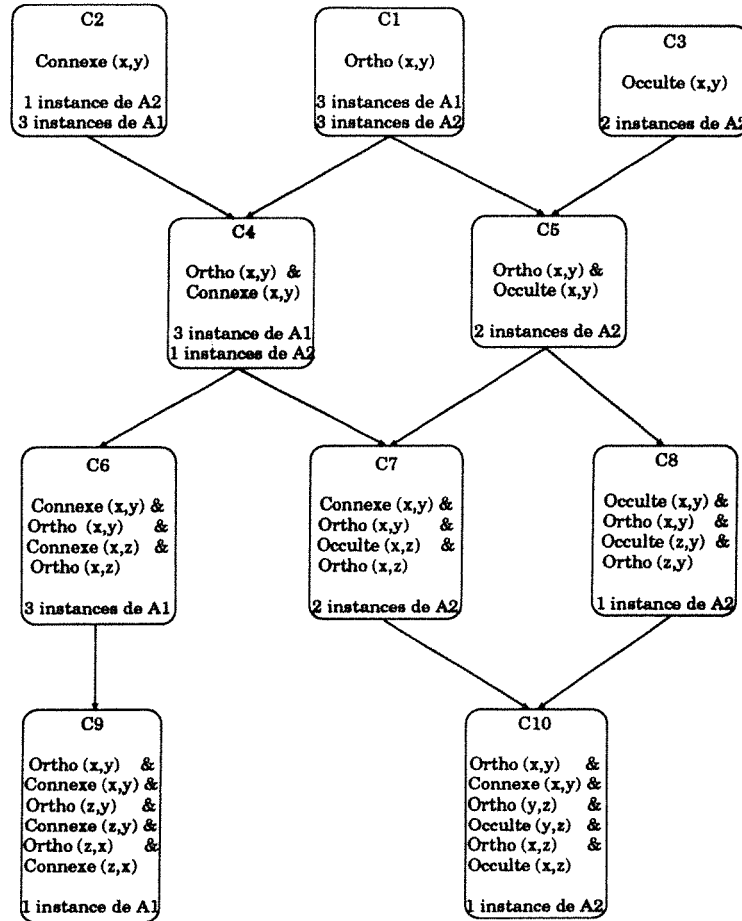 C2
Connexe (x,y)
1 instance de A2
3 instances de A1
C1
Ortho (x,y)
3 instances de A1
3 instances de A2
C3
Occulte (x,y)
2 instances de A2
C4
Ortho (x,y) &
Connexe (x,y)
3 instance de A1
1 instances de A2
C5
Ortho (x,y) &
Occulte (x,y)
2 instances de A2
C6
Connexe (x,y) &
Ortho (x,y) &
Connexe (x,z) &
Ortho (x,z)
3 instances de A1
C7
Connexe (x,y) &
Ortho (x,y) &
Occulte (x,z) &
Ortho (x,z)
2 instances de A2
C8
Occulte (x,y) &
Ortho (x,y) &
Occulte (z,y) &
Ortho (z,y)
1 instance de A2
C9
Ortho (x,y) &
Connexe (x,y) &
Ortho (z,y) &
Connexe (z,y) &
Ortho (z,x) &
Connexe (z,x)
1 instance de A1
C10
Ortho (x,y) &
Connexe (x,y) &
Ortho (y,z) &
Occulte (y,z) &
Ortho (x,z) &
Occulte (x,z)
1 instance de A2